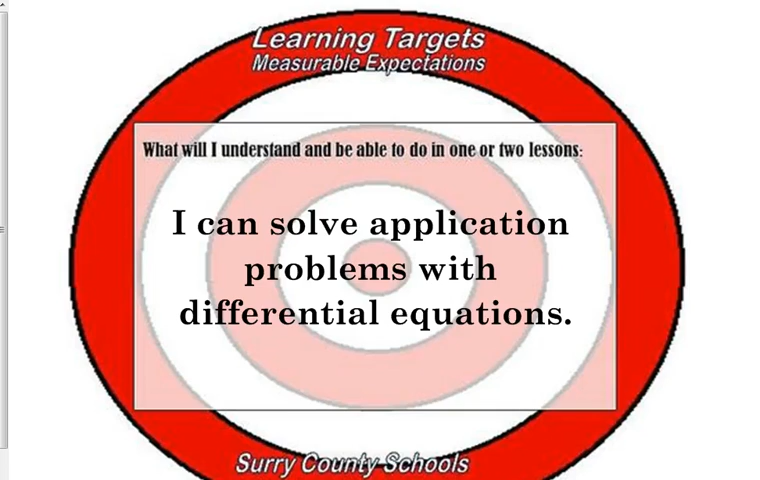 Learning Targets
Measurable Expectations
What will I understand and be able to do in one or two lessons:
I can solve application
problems with
differential equations.
Surry County Schools